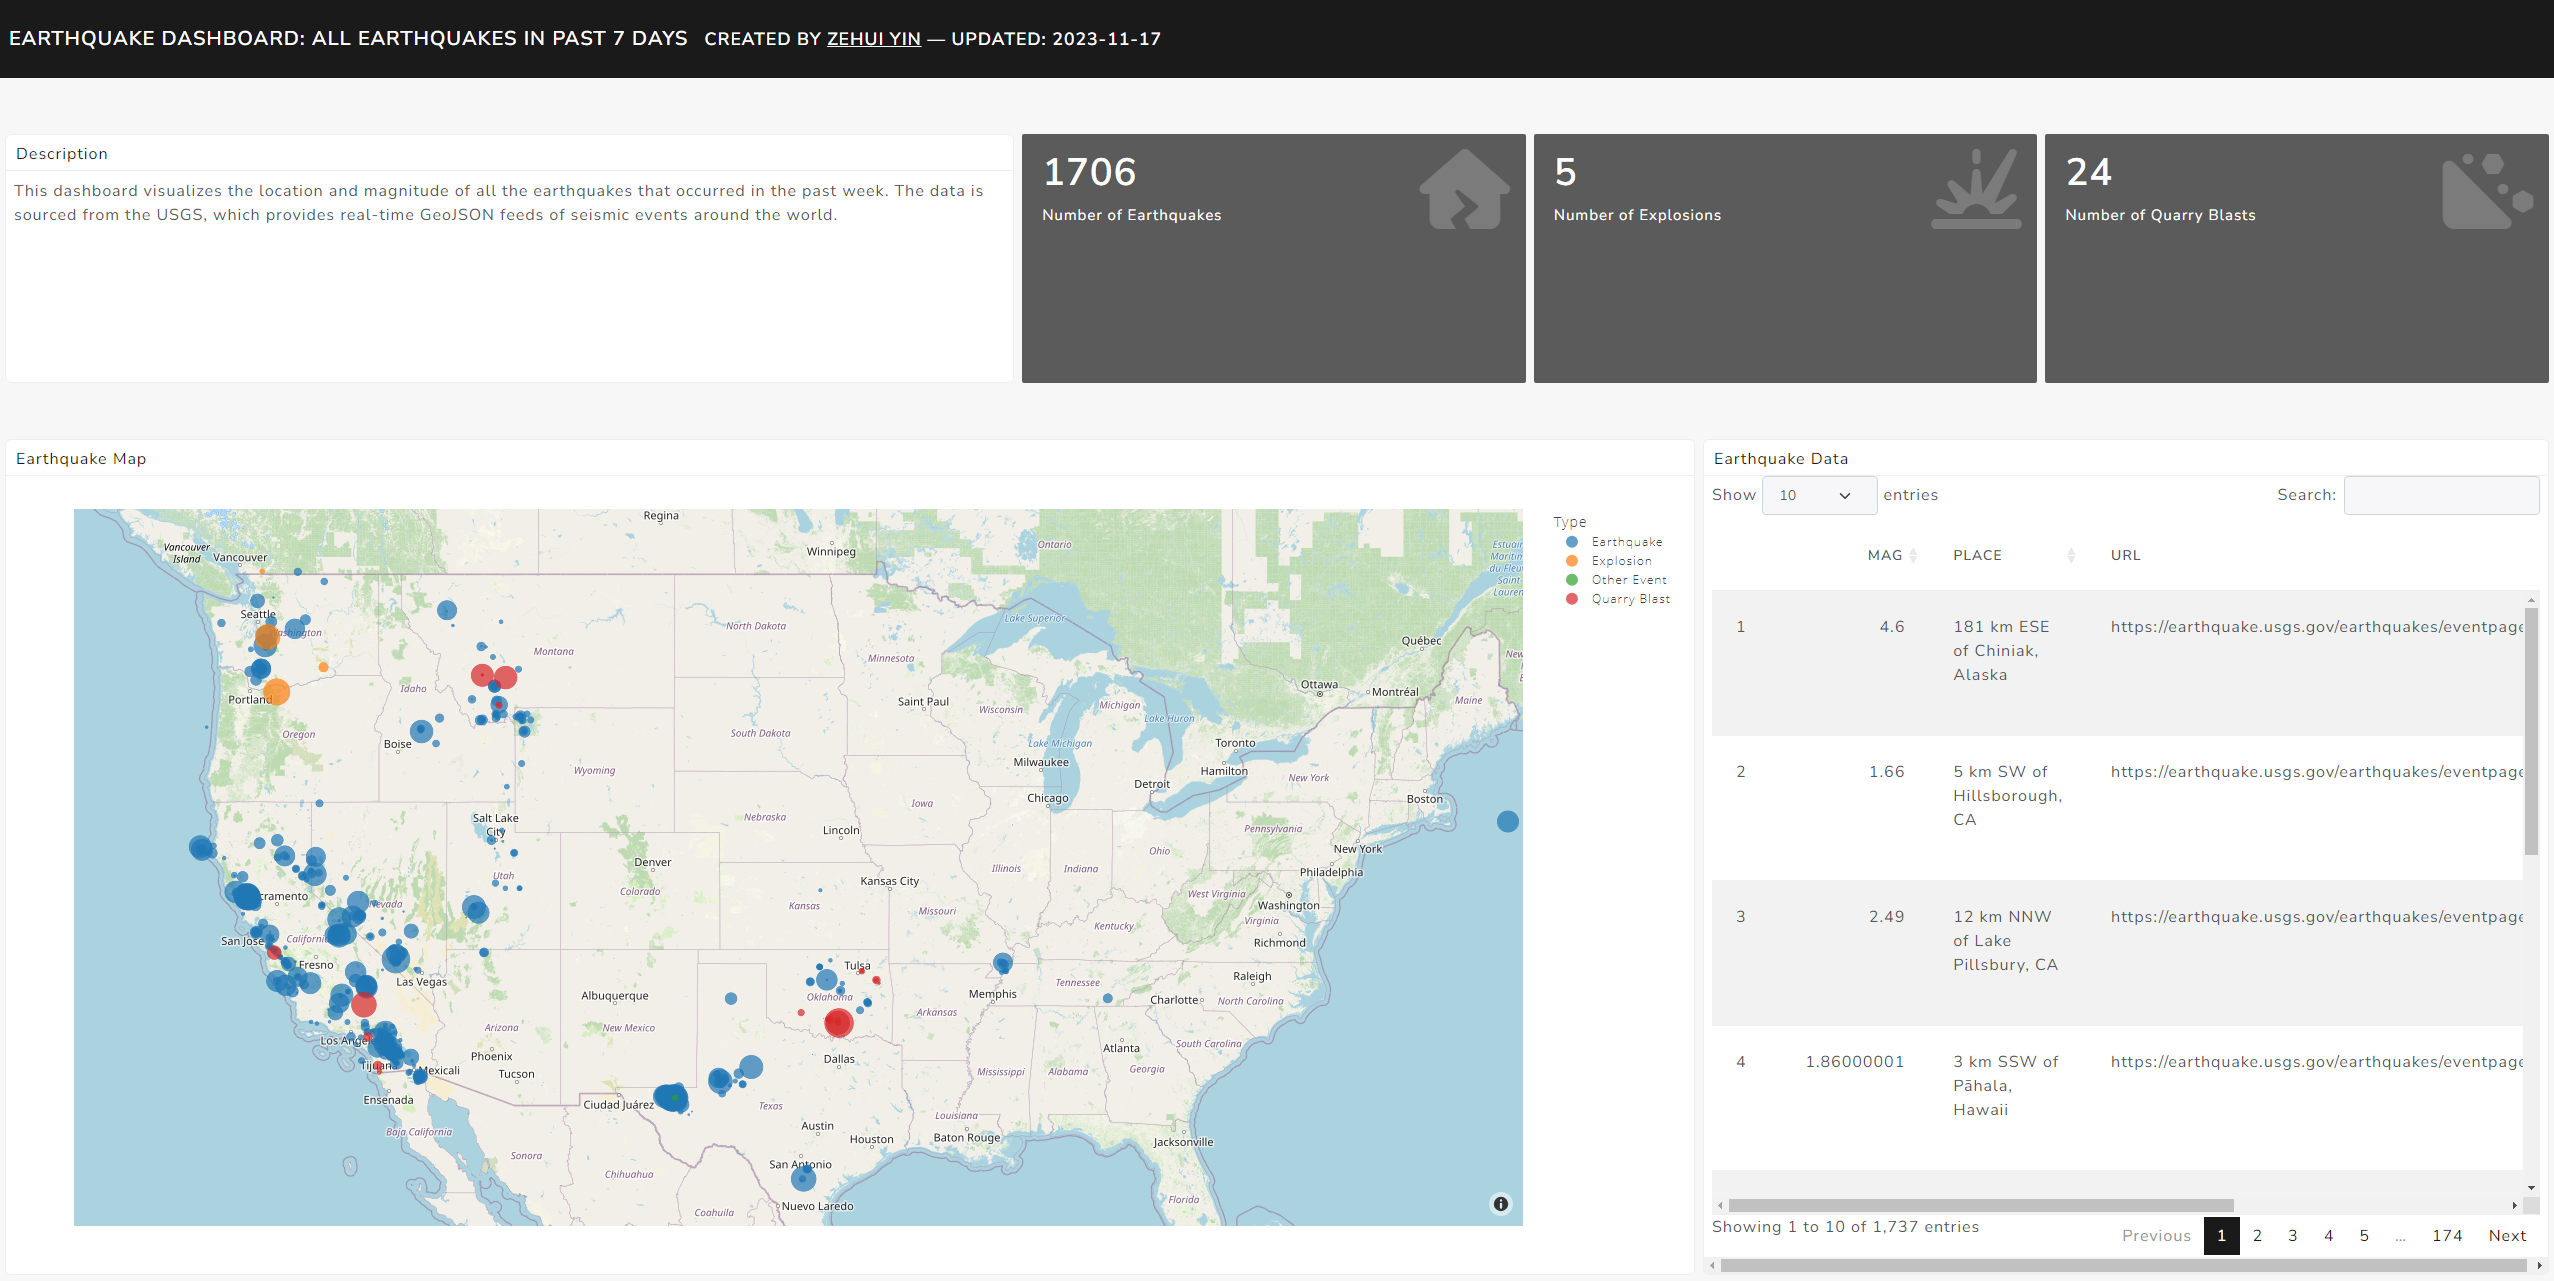 EARTHQUAKE DASHBOARD: ALL EARTHQUAKES IN PAST 7 DAYS CREATED BY ZEHUI YIN — UPDATED: 2023-11-17
Description
This dashboard visualizes the location and magnitude of all the earthquakes that occurred in the past week. The data is
sourced from the USGS, which provides real-time GeoJSON feeds of seismic events around the world.
1706
Number of Earthquakes
5
Number of Explosions
24
Number of Quarry Blasts
Earthquake Map
Regina
Vancouver
Island
Vancouver
Winnipeg
Ontario
Seattle
North Dakota
Lake Superior
Montana
Minnesota
Québec
Idaho
Portland
Saint Paul
Wisconsin
Michigan
Ottawa
Montréal
Maine
Lake Huron
Oregon
South Dakota
Boise
Lake Michigan
Toronto
Milwaukee
Hamilton
Wyoming
New York
Chicago
Detroit
Boston
Iowa
Salt Lake
City
Nebraska
Lincoln
Pennsylvania
Ohio
New York
Denver
Illinois
Indiana
Philadelphia
Utah
Colorado
Kansas City
West Virginia
Nevada
Kansas
Missouri
Washington
Virginia
Kentucky
Richmond
San Jose
California
Fresno
Tulsa
Las Vegas
Raleigh
Albuquerque
Oklahoma
Memphis
Tennessee
Charlotte
North Carolina
Arkansas
Arizona
New Mexico
Phoenix
Dallas
Atlanta
South Carolina
Mexicali
Tucson
Mississippi
Alabama
Georgia
Ensenada
Ciudad Juárez
Texas
Louisiana
Baja California
Austin
Houston
Baton Rouge
Jacksonville
Sonora
San Antonio
Chihuahua
Florida
Coahuila
Nuevo Laredo
Type
Earthquake
Explosion
Other Event
Quarry Blast
Earthquake Data
Show 10 entries Search:
MAG PLACE URL
1 4.6 181 km ESE https://earthquake.usgs.gov/earthquakes/eventpage
of Chiniak,
Alaska
2 1.66 5 km SW of https://earthquake.usgs.gov/earthquakes/eventpage
Hillsborough,
CA
3 2.49 12 km NNW https://earthquake.usgs.gov/earthquakes/eventpage
of Lake
Pillsbury, CA
4 1.86000001 3 km SSW of https://earthquake.usgs.gov/earthquakes/eventpage
Pāhala,
Hawaii
Showing 1 to 10 of 1,737 entries
Previous 1 2 3 4 5 … 174 Next